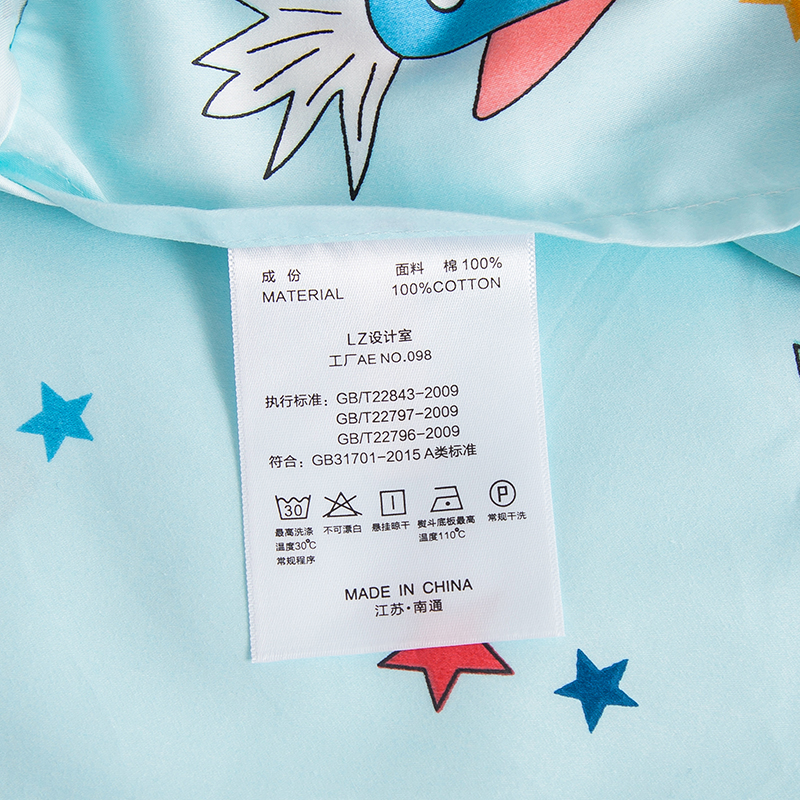 成 份 面料 棉 100%
MATERIAL 100%COTTON
LZ设计室
工厂AE NO.098
执行标准：GB/T22843-2009
GB/T22797-2009
GB/T22796-2009
符合：GB31701-2015 A类标准
30 P
最高洗涤 不可漂白 悬挂晾干 熨斗底板最高 常规干洗
温度30℃ 温度110℃
常规程序
MADE IN CHINA
江苏·南通